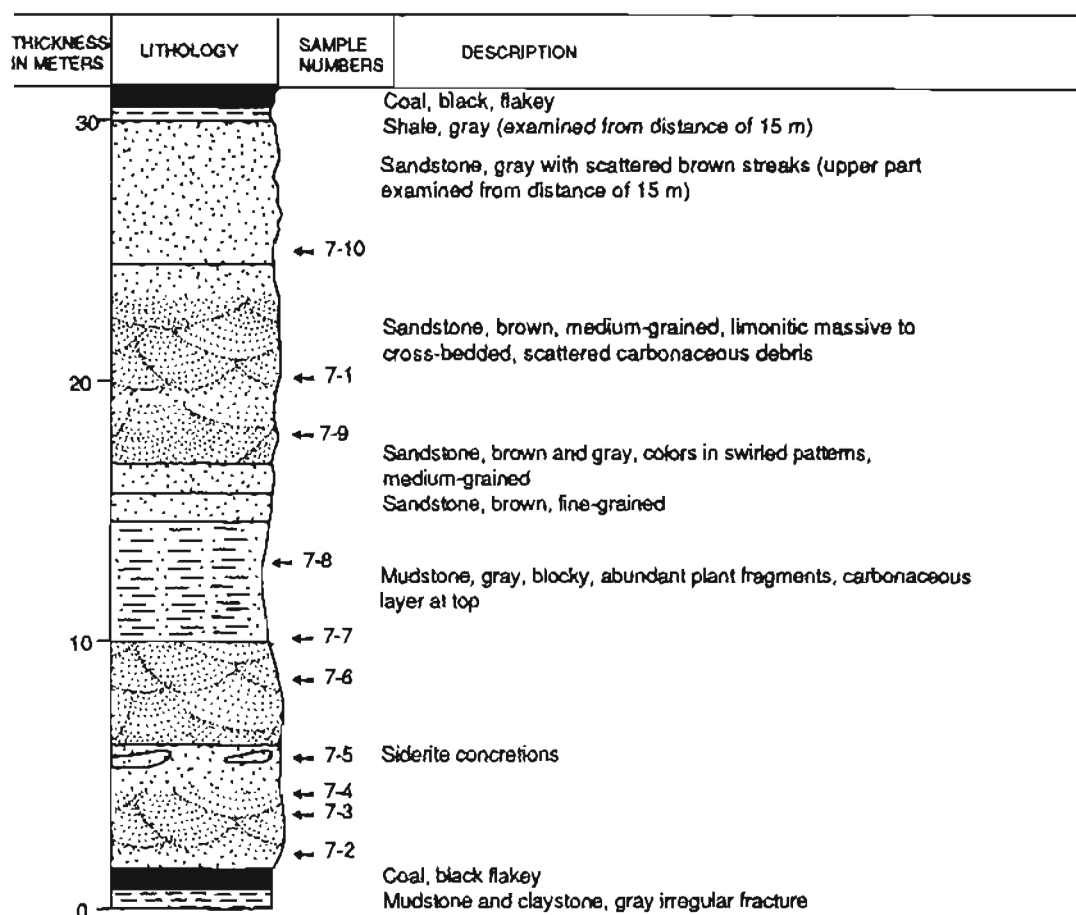 THICKNESS
IN METERS
LITHOLOGY
SAMPLE
NUMBERS
DESCRIPTION
Coal, black, flakey
30
Shale, gray (examined from distance of 15 m)
Sandstone, gray with scattered brown streaks (upper part
examined from distance of 15 m)
7-10
Sandstone, brown, medium-grained, limonitic massive to
cross-bedded, scattered carbonaceous debris
20
7-1
7-9
Sandstone, brown and gray, colors in swirled patterns,
medium-grained
Sandstone, brown, fine-grained
7-8
Mudstone, gray, blocky, abundant plant fragments, carbonaceous
layer at top
10
7-7
7-6
7-5
Siderite concretions
7-4
7-3
7-2
Coal, black flakey
Mudstone and claystone, gray irregular fracture
0